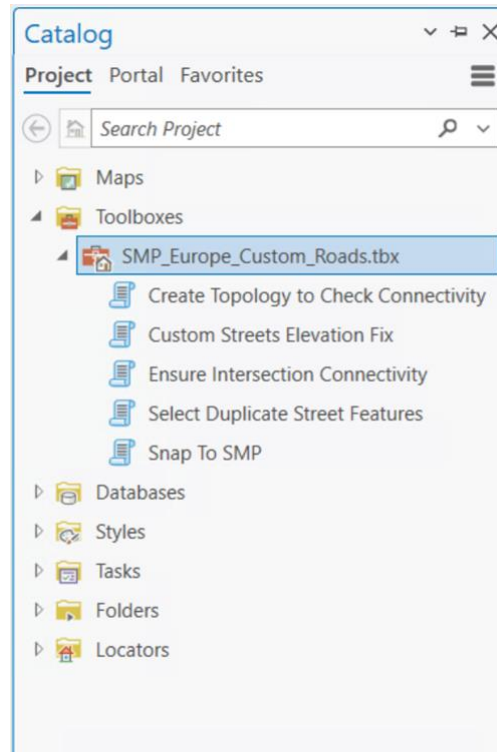 Catalog
Project Portal Favorites
Search Project
Maps
Toolboxes
SMP_Europe_Custom_Roads.tbx
Create Topology to Check Connectivity
Custom Streets Elevation Fix
Ensure Intersection Connectivity
Select Duplicate Street Features
Snap To SMP
Databases
Styles
Tasks
Folders
Locators